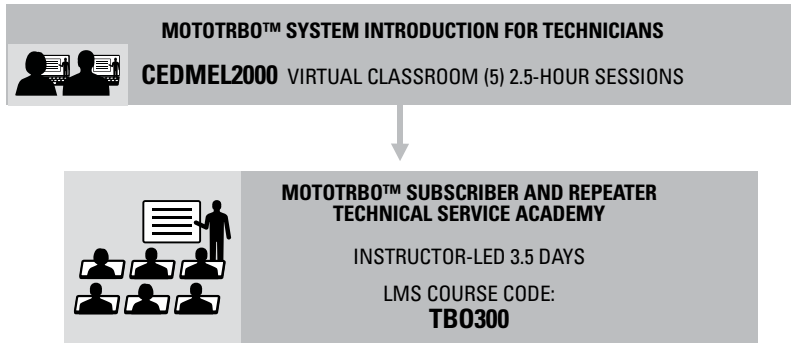 MOTOTRBO™ SYSTEM INTRODUCTION FOR TECHNICIANS
CEDMEL2000 VIRTUAL CLASSROOM (5) 2.5-HOUR SESSIONS
MOTOTRBO™ SUBSCRIBER AND REPEATER
TECHNICAL SERVICE ACADEMY
INSTRUCTOR-LED 3.5 DAYS
LMS COURSE CODE:
TBO300